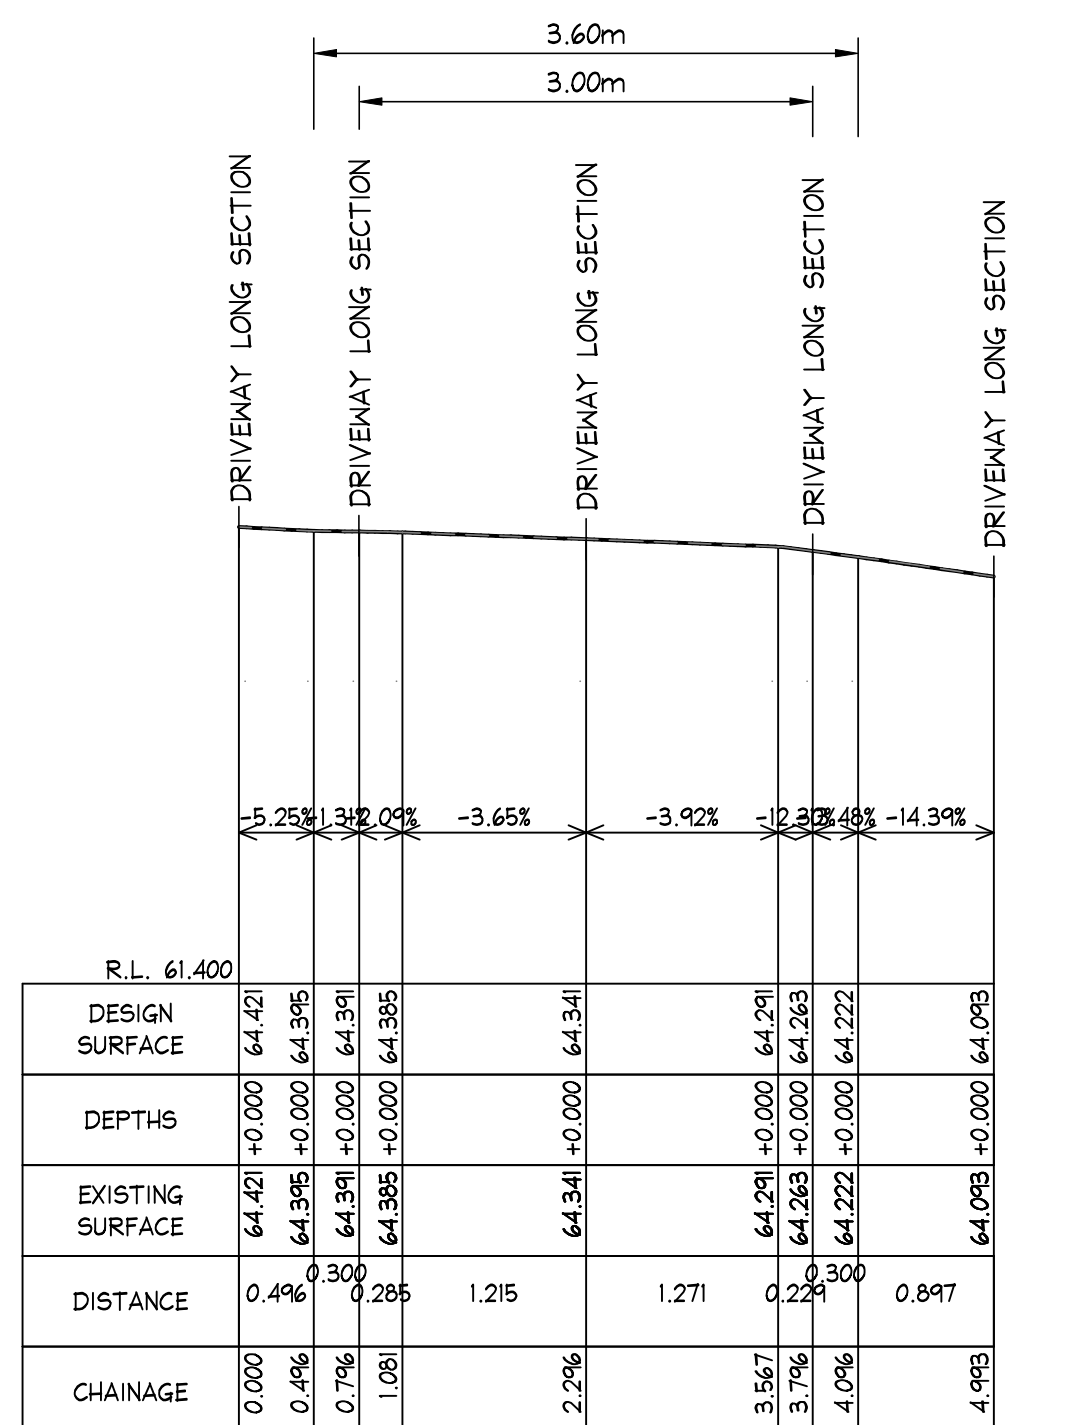 3.60m
3.00m
DRIVEWAY LONG SECTION
DRIVEWAY LONG SECTION
DRIVEWAY LONG SECTION
DRIVEWAY LONG SECTION
DRIVEWAY LONG SECTION
-5.25% -1.31% -2.09% -3.65% -3.92% -12.30% -14.39%
R.L. 61.400
DESIGN
SURFACE
64.421 64.395 64.391 64.385 64.341 64.291 64.263 64.222 64.093
DEPTHS
+0.000 +0.000 +0.000 +0.000 +0.000 +0.000 +0.000 +0.000 +0.000
EXISTING
SURFACE
64.421 64.395 64.391 64.385 64.341 64.291 64.263 64.222 64.093
DISTANCE
0.496 0.300 0.285 1.215 1.271 0.229 0.300 0.897
CHAINAGE
0.000 0.496 0.796 1.081 2.296 3.567 3.796 4.096 4.993